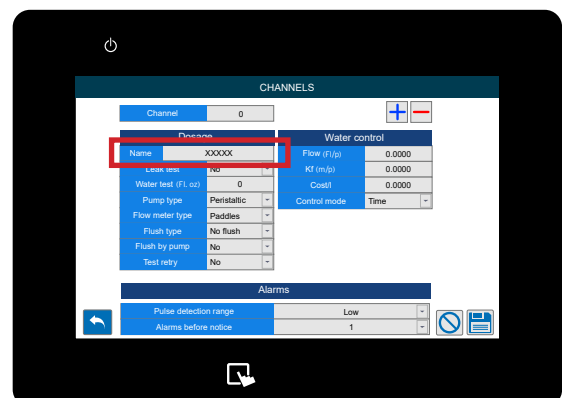 CHANNELS
Channel 0
Dosage
Name XXXXX
Leak test No
Water test (Fl. oz) 0
Pump type Peristaltic
Flow meter type Paddles
Flush type No flush
Flush by pump No
Test retry No
Water control
Flow (Fl/p) 0.0000
Kf (m/p) 0.0000
Cost/l 0.0000
Control mode Time
Alarms
Pulse detection range Low
Alarms before notice 1